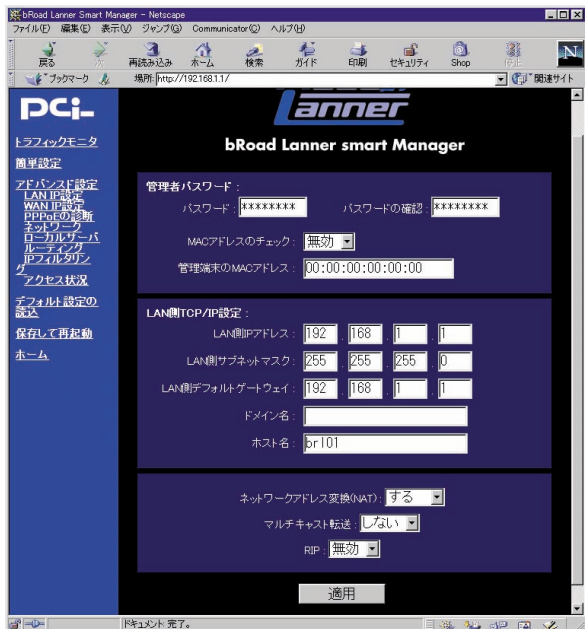 bRoad Lanner Smart Manager - Netscape
ファイル(F) 編集(E) 表示(V) ジャンプ(G) Communicator(C) ヘルプ(H)
戻る 次 再読み込み ホーム 検索 ガイド 印刷 セキュリティ Shop 停止
ブックマーク 場所: http://192.168.1.1/ 関連サイト
PCi
Lanner
bRoad Lanner smart Manager
トラフィックモニタ
簡単設定
アドバンスド設定
LAN IP設定
WAN IP設定
PPPoEの診断
ネットワーク
ローカルサーバ
ルーティング
IPフィルタリン
グ
アクセス状況
デフォルト設定の
読込
保存して再起動
ホーム
管理者パスワード :
パスワード : ******** パスワードの確認 : ********
MACアドレスのチェック : 無効
管理端末のMACアドレス : 00:00:00:00:00:00
LAN側TCP/IP設定 :
LAN側IPアドレス : 192 . 168 . 1 . 1
LAN側サブネットマスク : 255 . 255 . 255 . 0
LAN側デフォルトゲートウェイ : 192 . 168 . 1 . 1
ドメイン名 :
ホスト名 : brl01
ネットワークアドレス変換(NAT) : する
マルチキャスト転送 : しない
RIP : 無効
適用
ドキュメント: 完了。